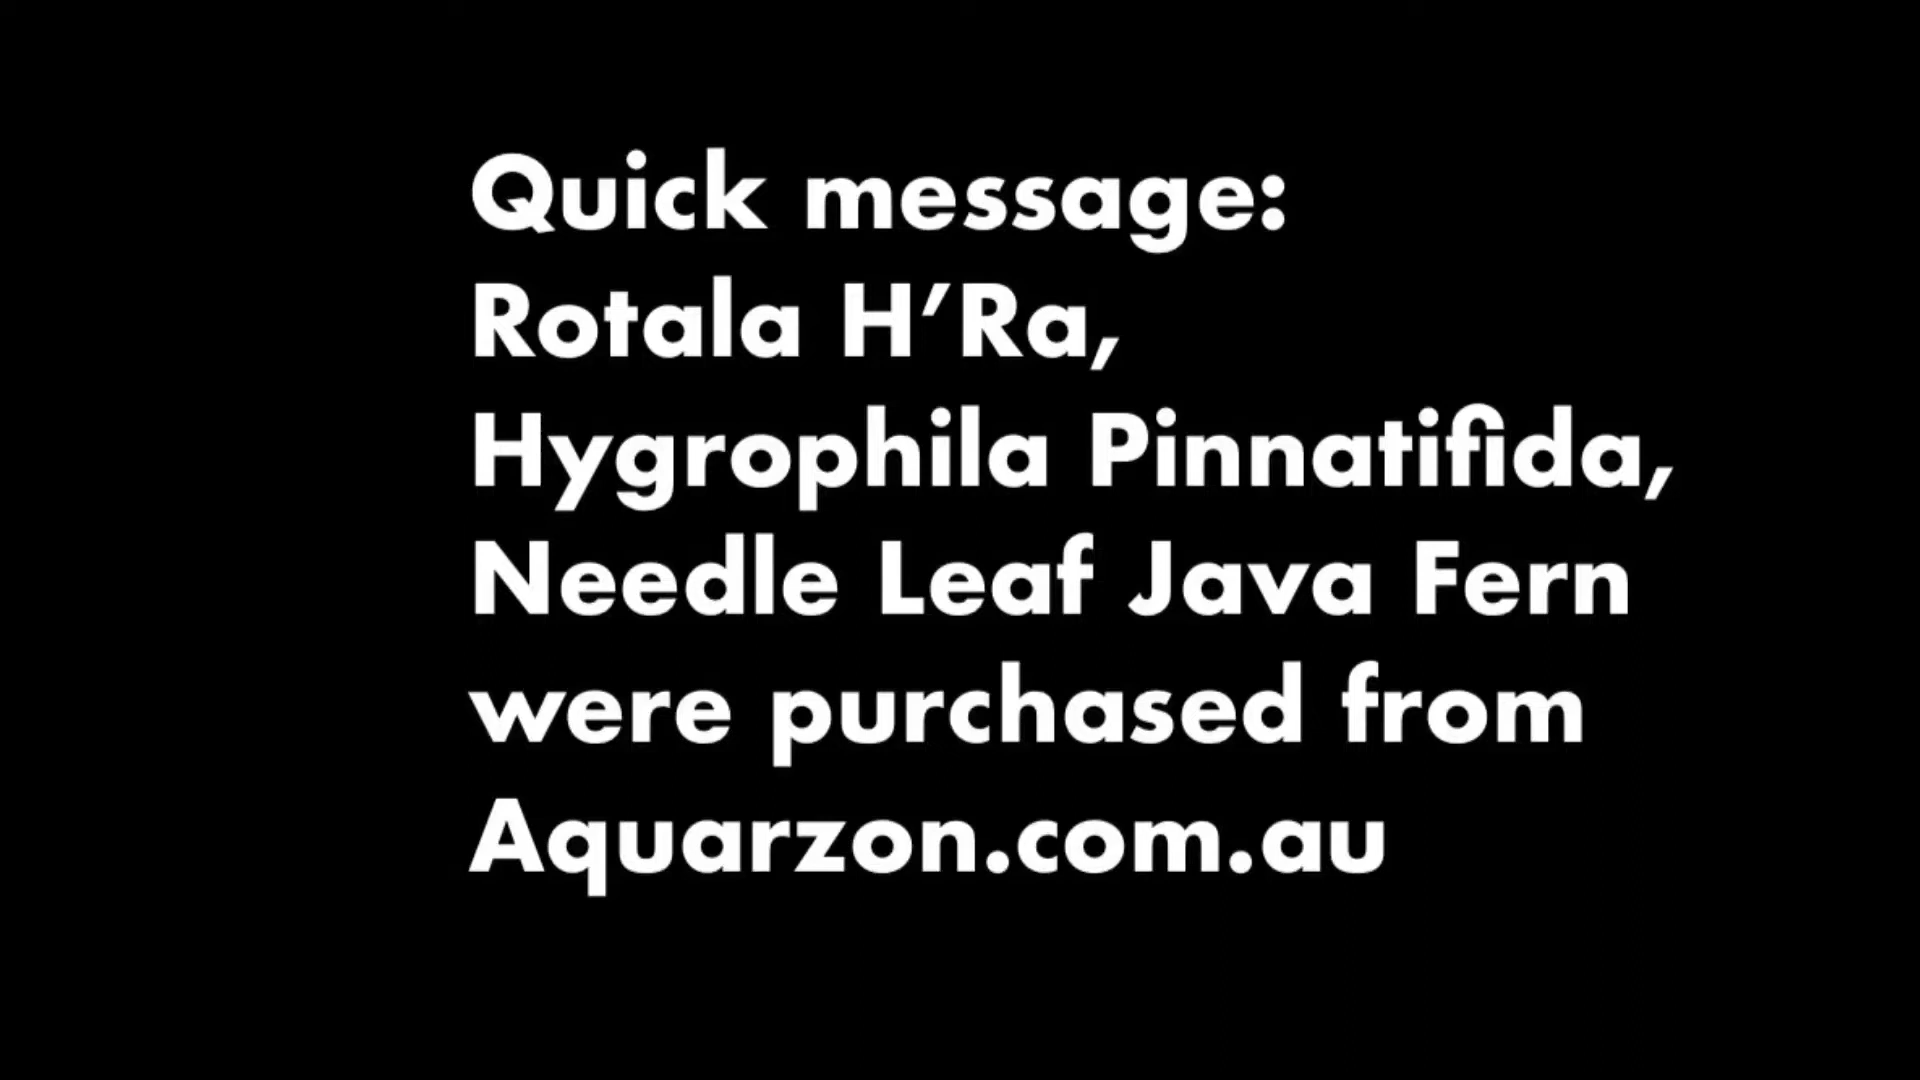 Quick message:
Rotala H’Ra,
Hygrophila Pinnatifida,
Needle Leaf Java Fern
were purchased from
Aquarzon.com.au